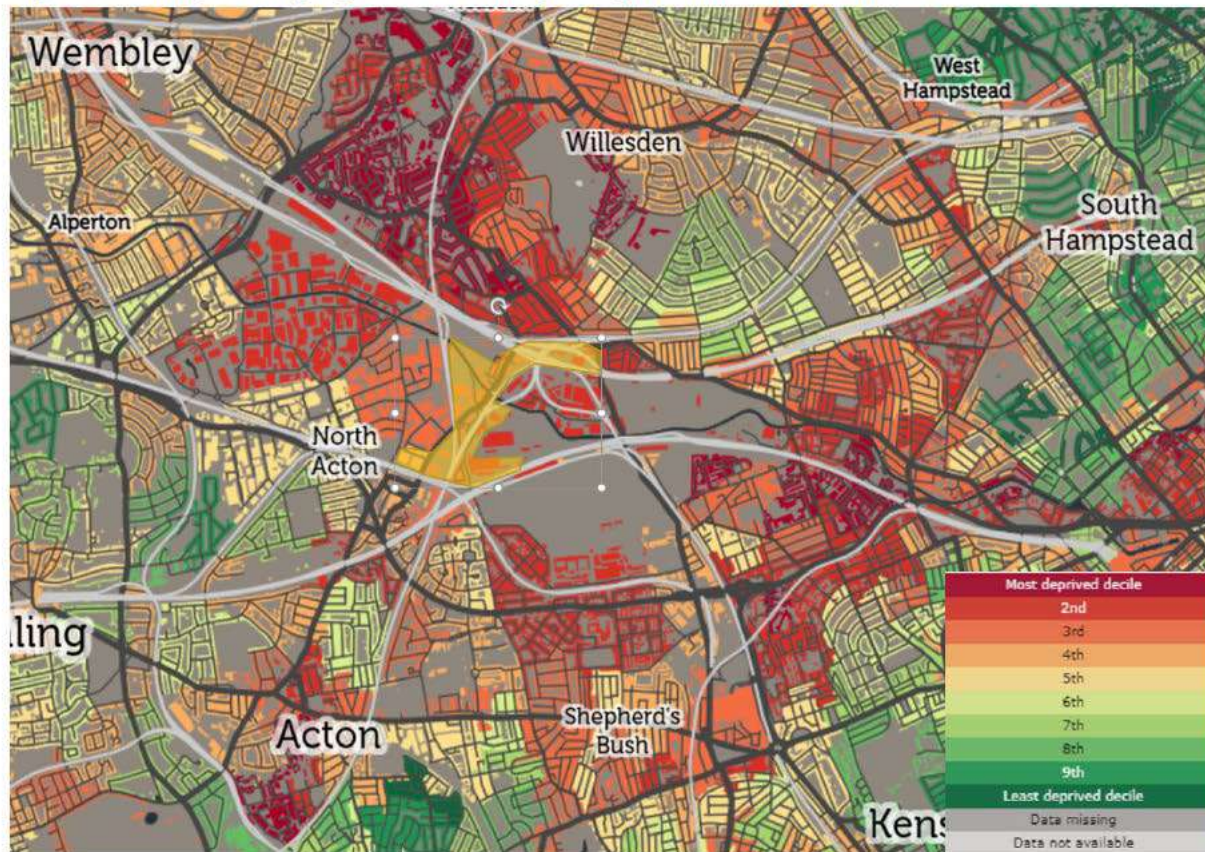 Wembley
West
Hampstead
Willesden
Alperton
South
Hampstead
North
Acton
ling
Acton
Shepherd's
Bush
Kens
Most deprived decile
2nd
3rd
4th
5th
6th
7th
8th
9th
Least deprived decile
Data missing
Data not available